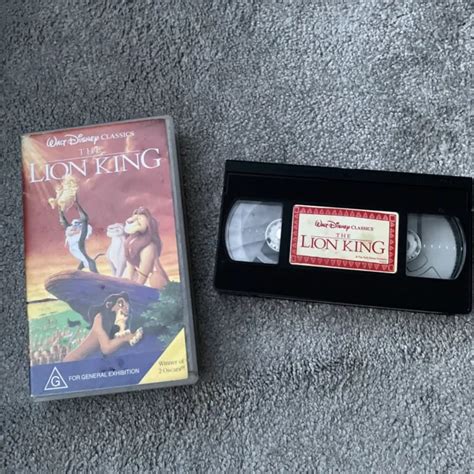 WALT DISNEY CLASSICS
THE
LION KING
G
FOR GENERAL EXHIBITION
Winner of
2 Oscars
WALT DISNEY CLASSICS
THE
LION KING